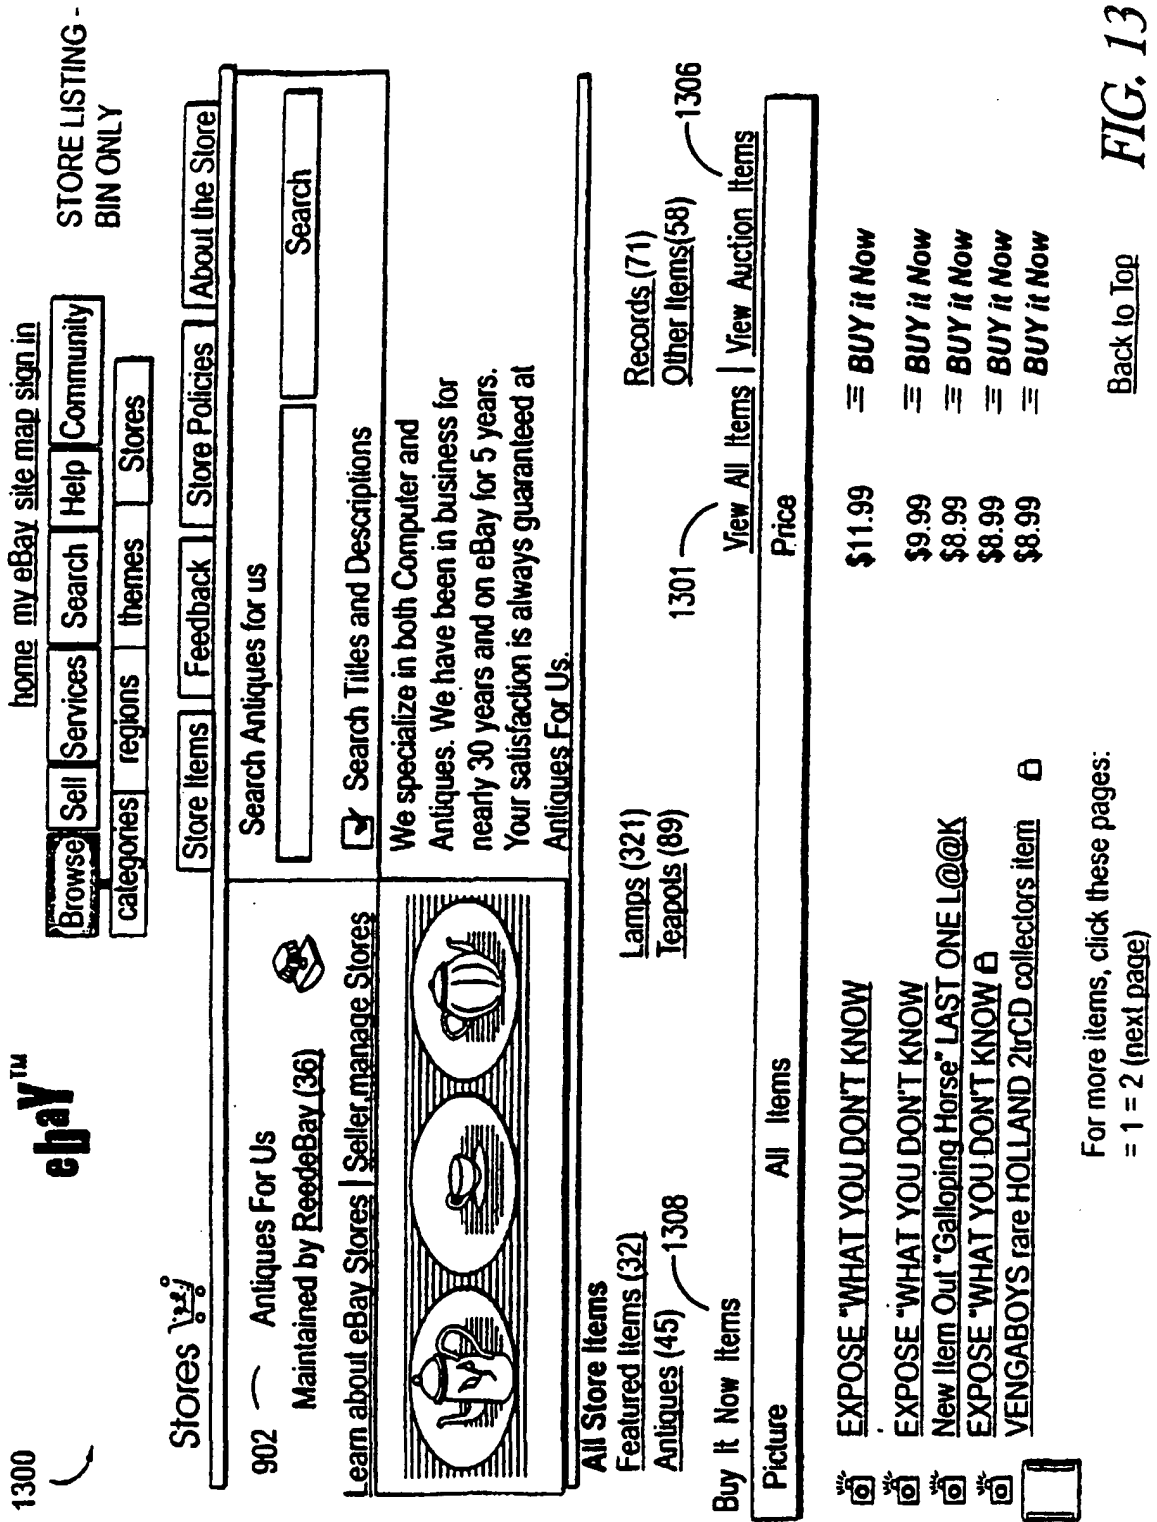 1300
ebaY™
home my eBay site map sign in
Browse Sell Services Search Help Community
categories regions themes Stores
STORE LISTING -
BIN ONLY
Stores
Store Items Feedback Store Policies About the Store
902
Antiques For Us
Maintained by ReedeBay (36)
Learn about eBay Stores | Seller, manage Stores
Search Antiques for us
Search
Search Titles and Descriptions
We specialize in both Computer and
Antiques. We have been in business for
nearly 30 years and on eBay for 5 years.
Your satisfaction is always guaranteed at
Antiques For Us.
All Store Items
Featured Items (32) Lamps (321) Records (71)
Antiques (45) Teapols (89) Other Items(58)
1308
1301
1306
Buy It Now Items View All Items | View Auction Items
Picture All Items Price
EXPOSE "WHAT YOU DON'T KNOW $11.99 = BUY it Now
EXPOSE "WHAT YOU DON'T KNOW $9.99 = BUY it Now
New Item Out "Galloping Horse" LAST ONE L@@K $8.99 = BUY it Now
EXPOSE "WHAT YOU DON'T KNOW $8.99 = BUY it Now
VENGABOYS rare HOLLAND 2trCD collectors item $8.99 = BUY it Now
For more items, click these pages:
= 1 = 2 (next page)
Back to Top
FIG. 13